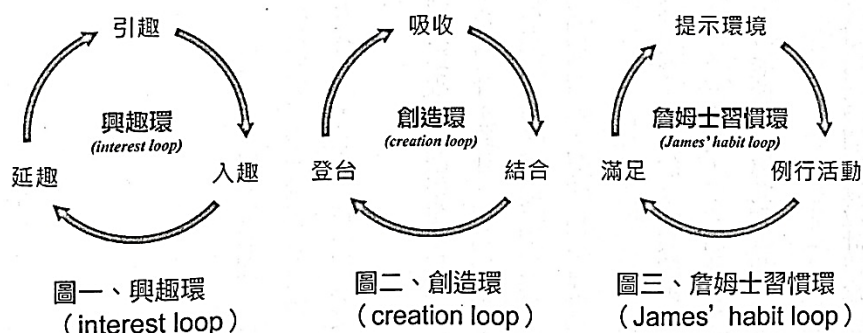 引趣
興趣環
(interest loop)
延趣
入趣
圖一、興趣環
(interest loop)
吸收
創造環
(creation loop)
登台
結合
圖二、創造環
(creation loop)
提示環境
詹姆士習慣環
(James' habit loop)
滿足
例行活動
圖三、詹姆士習慣環
(James' habit loop)